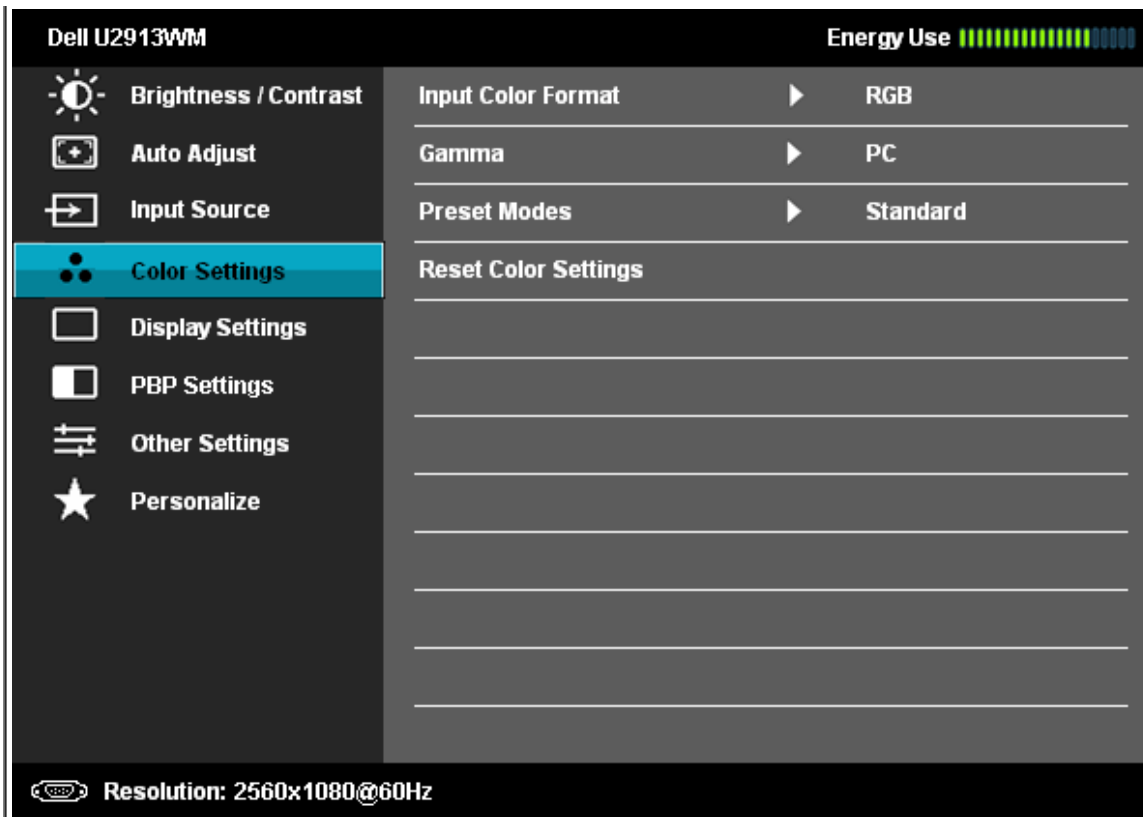 Dell U2913WM Energy Use
Brightness / Contrast Input Color Format RGB
Auto Adjust Gamma PC
Input Source Preset Modes Standard
Color Settings Reset Color Settings
Display Settings
PBP Settings
Other Settings
Personalize
Resolution: 2560x1080@60Hz